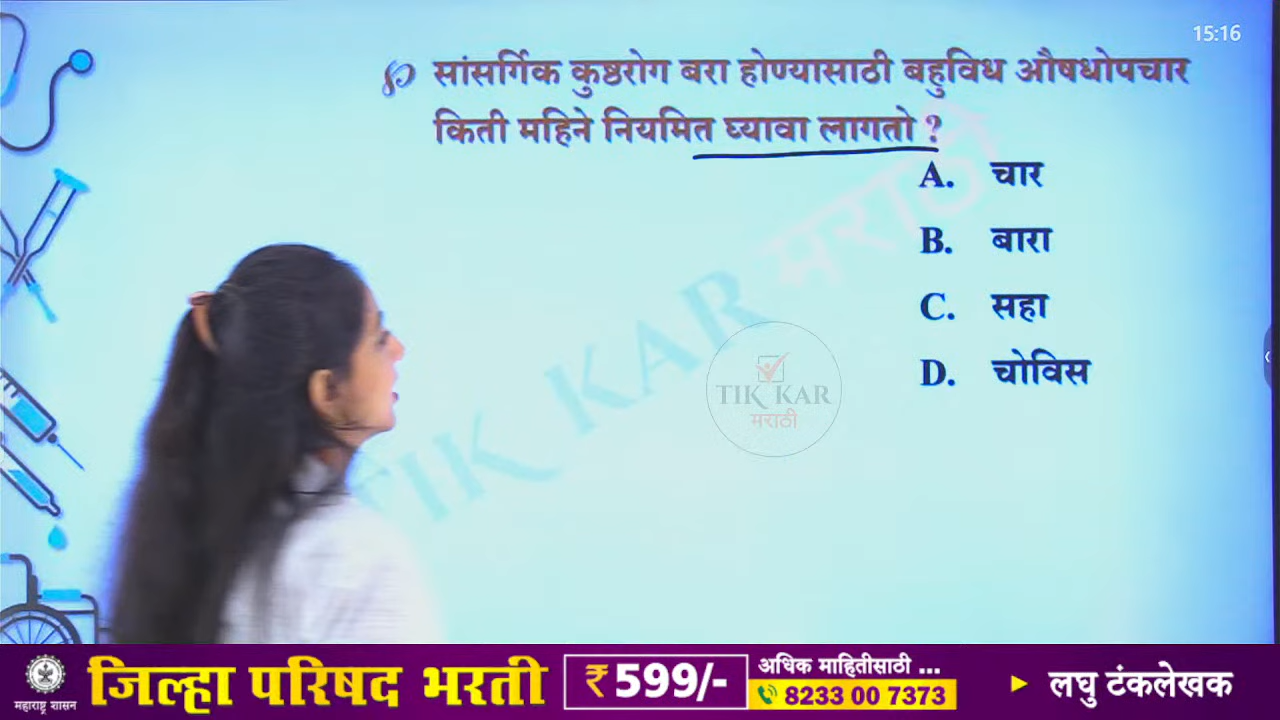 15:16
सांसर्गिक कुष्ठरोग बरा होण्यासाठी बहुविध औषधोपचार
किती महिने नियमित घ्यावा लागतो ?
A. चार
B. बारा
C. सहा
D. चोविस
TIK KAR मराठी
TIK KAR
मराठी
महाराष्ट्र शासन
जिल्हा परिषद भरती
₹599/-
अधिक माहितीसाठी ...
8233 00 7373
लघु टंकलेखक